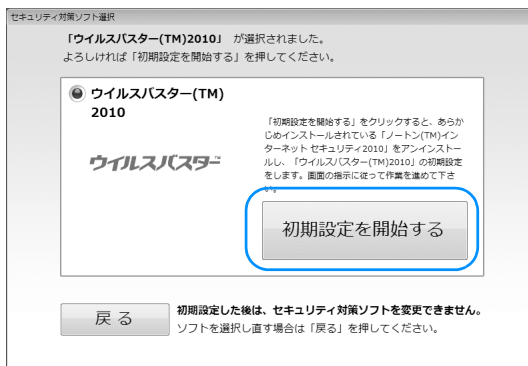 セキュリティ対策ソフト選択
「ウイルスバスター(TM)2010」 が選択されました。
よろしければ「初期設定を開始する」を押してください。
ウイルスバスター(TM)
2010
ウイルスバスター
「初期設定を開始する」をクリックすると、あらか
じめインストールされている「ノートン(TM)イン
ターネット セキュリティ2010」をアンインストー
ルし、「ウイルスバスター(TM)2010」の初期設定
をします。画面の指示に従って作業を進めて下さ
い。
初期設定を開始する
戻 る
初期設定した後は、セキュリティ対策ソフトを変更できません。
ソフトを選択し直す場合は「戻る」を押してください。